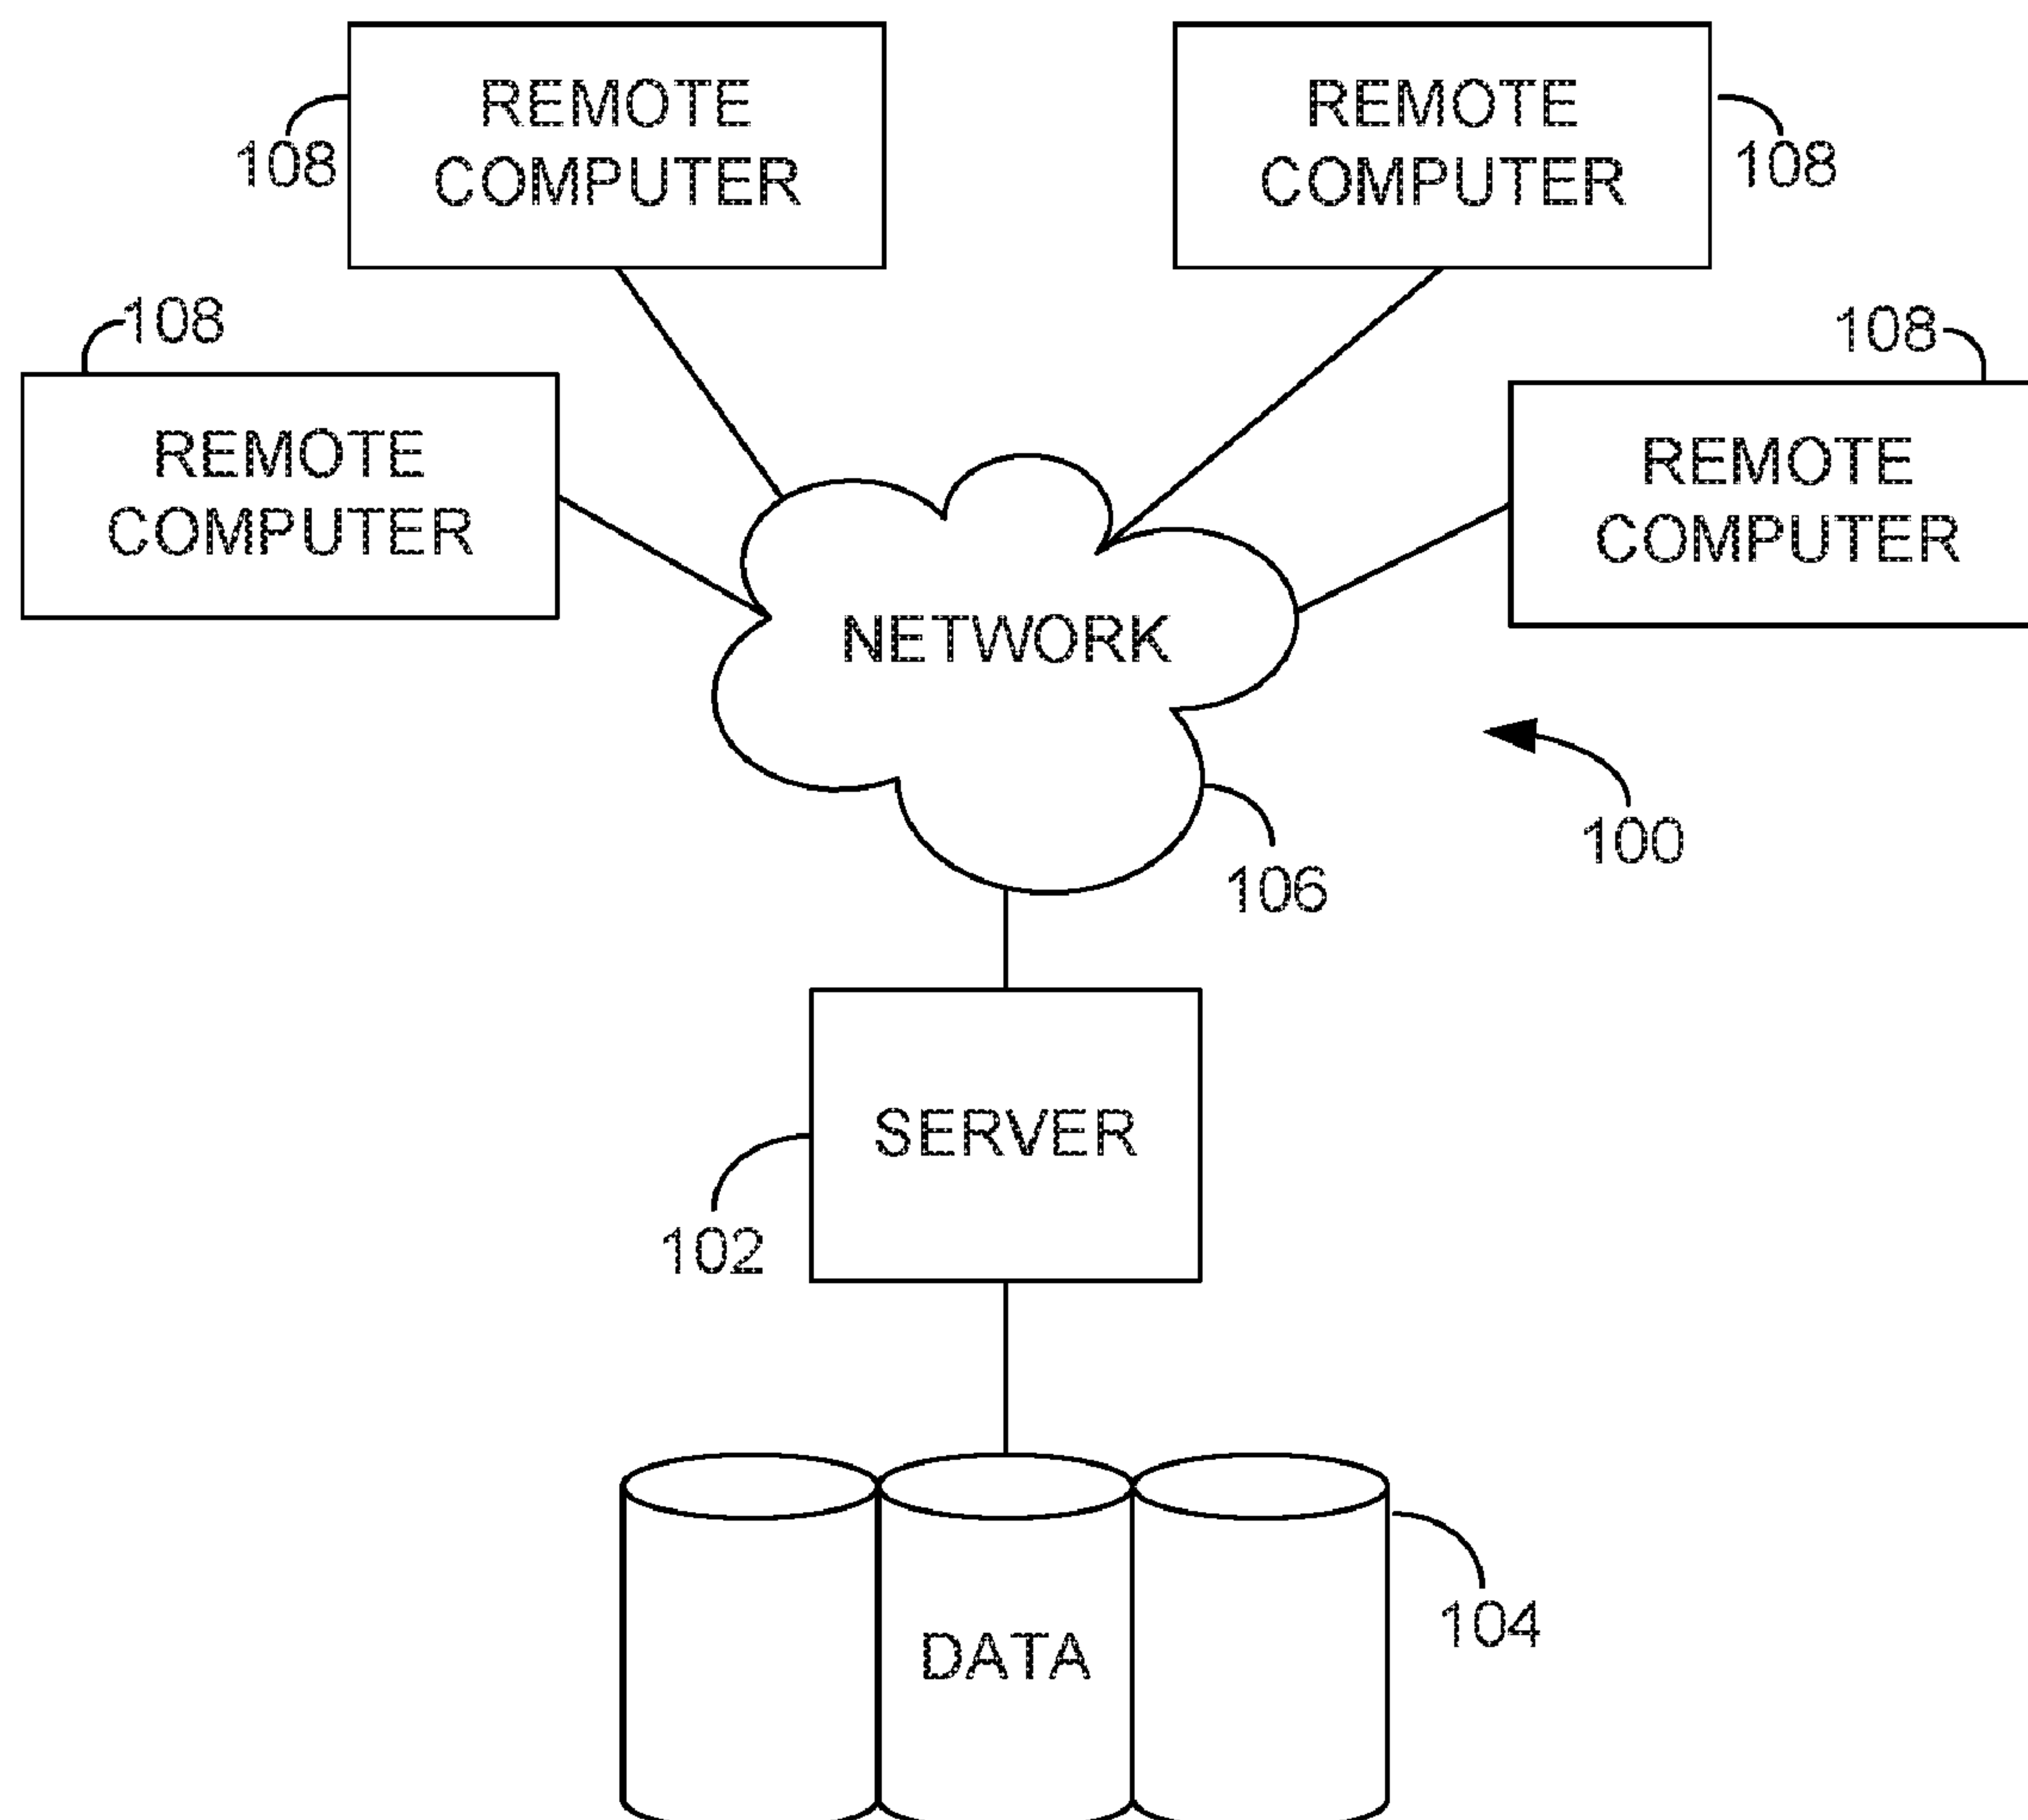 REMOTE
COMPUTER
108
REMOTE
COMPUTER
108
108
REMOTE
COMPUTER
108
REMOTE
COMPUTER
NETWORK
100
106
SERVER
102
104
DATA